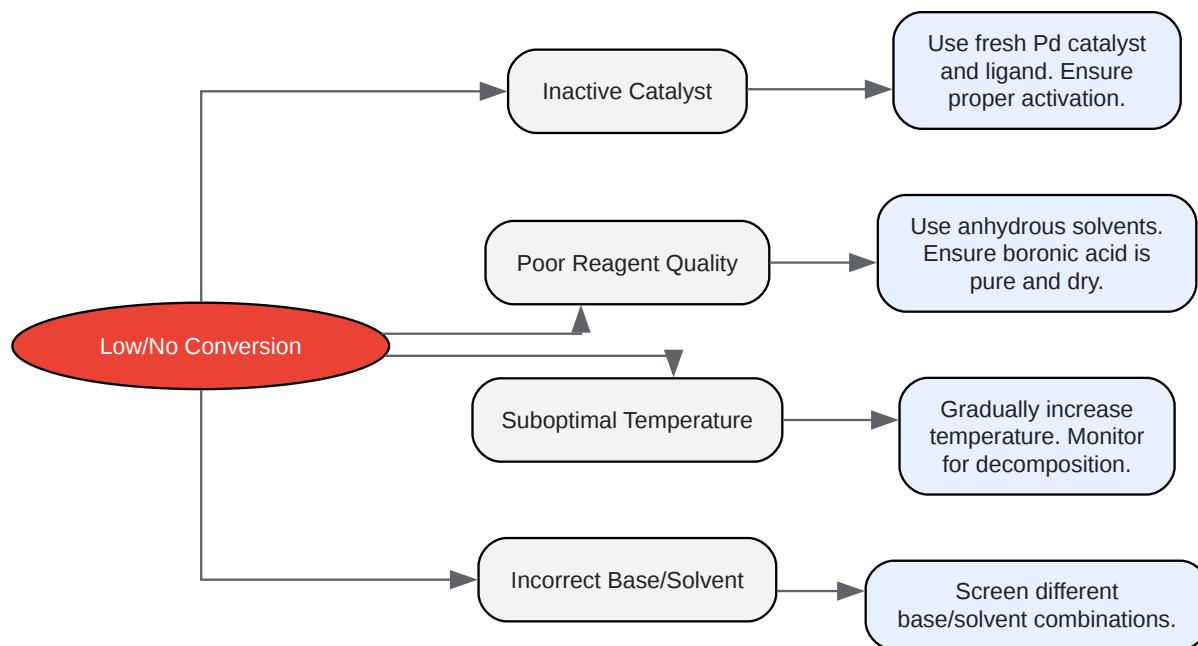 Low/No Conversion
Inactive Catalyst
Use fresh Pd catalyst
and ligand. Ensure
proper activation.
Poor Reagent Quality
Use anhydrous solvents.
Ensure boronic acid is
pure and dry.
Suboptimal Temperature
Gradually increase
temperature. Monitor
for decomposition.
Incorrect Base/Solvent
Screen different
base/solvent combinations.